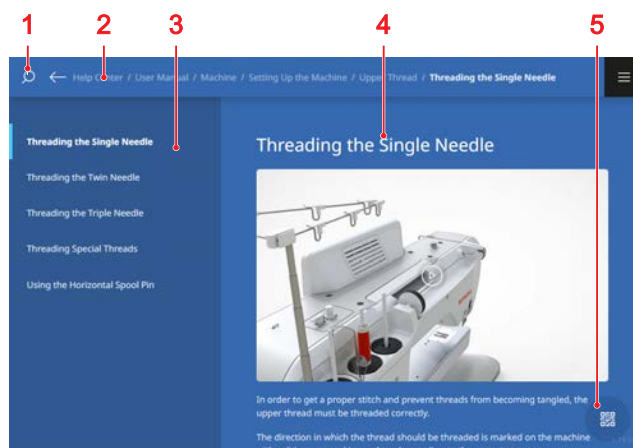 1 2 3 4 5
Help Center / User Manual / Machine / Setting Up the Machine / Upper Thread / Threading the Single Needle
Threading the Single Needle
Threading the Twin Needle
Threading the Triple Needle
Threading Special Threads
Using the Horizontal Spool Pin
Threading the Single Needle
In order to get a proper stitch and prevent threads from becoming tangled, the
upper thread must be threaded correctly.
The direction in which the thread should be threaded is marked on the machine